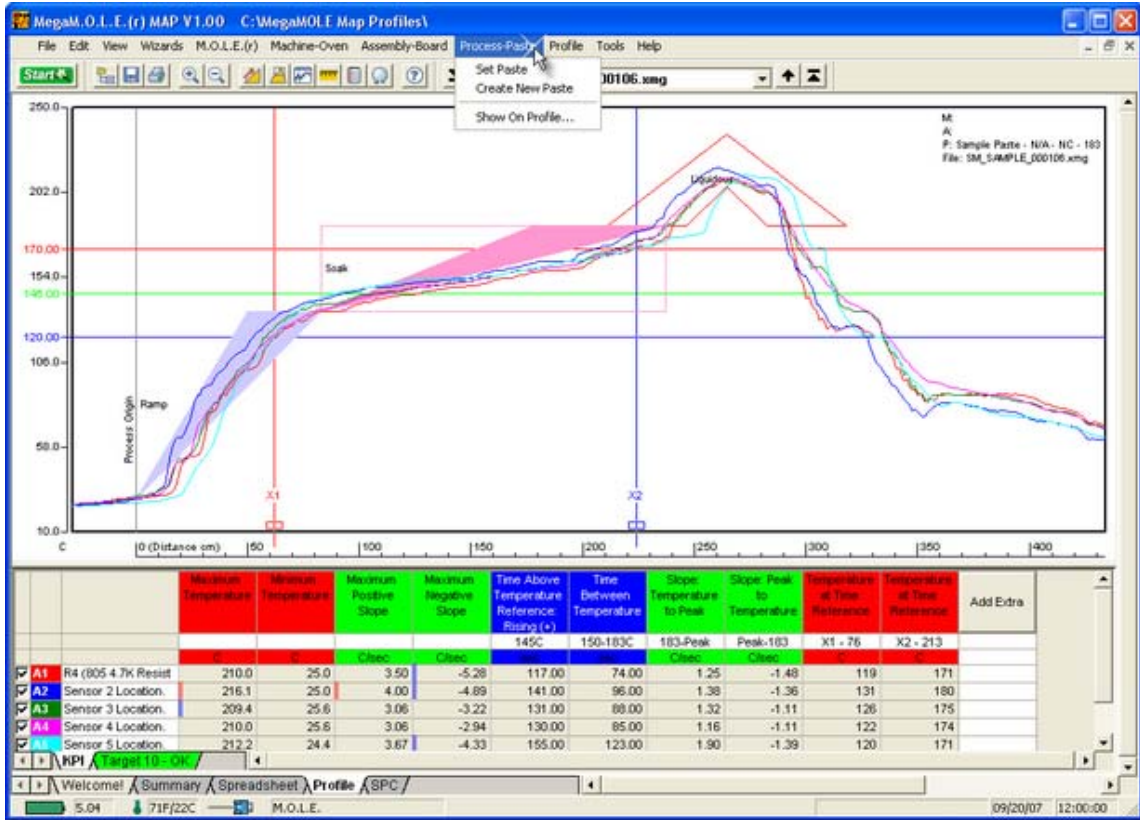 MegaM.O.L.E.(r) MAP V1.00 C:\MegaMOLE Map Profiles\
File Edit View Wizards M.O.L.E.(r) Machine-Oven Assembly-Board Process-Paste Profile Tools Help
Start 00106.xmg
Set Paste
Create New Paste
Show On Profile...
M:
A:
P: Sample Paste - N/A - NC - 183
File: SM_SAMPLE_000106.xmg
250.0
202.0
170.00
154.0
145.00
120.00
106.0
58.0
10.0
Liquidous
Soak
Ramp
Process Origin
X1 X2
C 0 (Distance cm) 50 100 150 200 250 300 350 400
Maximum Temperature Minimum Temperature Maximum Positive Slope Maximum Negative Slope Time Above Temperature Reference: Rising (+) Time Between Temperature Slope: Temperature to Peak Slope: Peak to Temperature Temperature at Time Reference Temperature at Time Reference Add Extra
145C 150-183C 183-Peak Peak-183 X1 - 76 X2 - 213
C C C/sec C/sec C/sec C/sec C C
A1 R4 (805 4.7K Resist 210.0 25.0 3.50 -5.28 117.00 74.00 1.25 -1.48 119 171
A2 Sensor 2 Location. 216.1 25.0 4.00 -4.89 141.00 96.00 1.38 -1.36 131 180
A3 Sensor 3 Location. 209.4 25.6 3.06 -3.22 131.00 88.00 1.32 -1.11 126 175
A4 Sensor 4 Location. 210.0 25.6 3.06 -2.94 130.00 85.00 1.16 -1.11 122 174
A5 Sensor 5 Location. 212.2 24.4 3.67 -4.33 155.00 123.00 1.90 -1.39 120 171
KPI Target 10 - OK
Welcome! Summary Spreadsheet Profile SPC
5.04 71F/22C M.O.L.E. 09/20/07 12:00:00